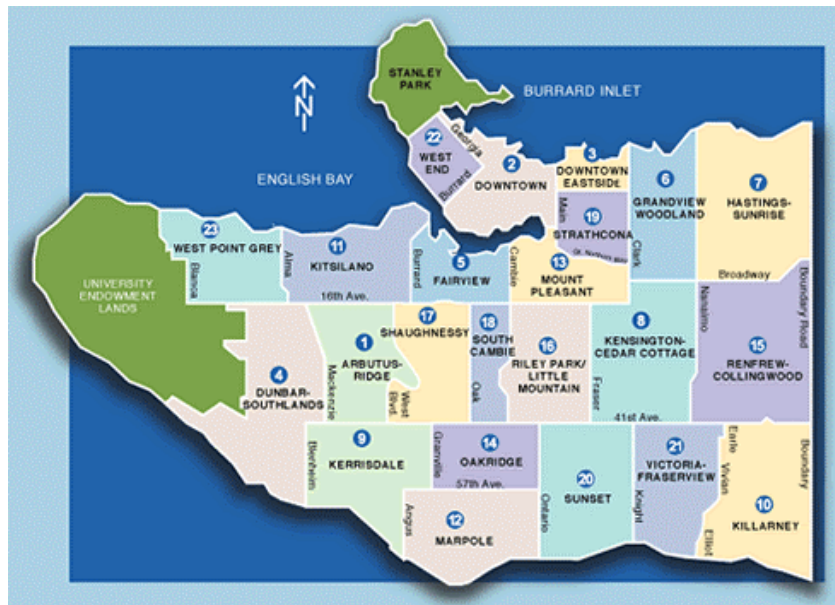 STANLEY
PARK
BURRARD INLET
N
22
WEST
END
Georgia
Burrard
2
DOWNTOWN
3
DOWNTOWN
EASTSIDE
6
GRANDVIEW
WOODLAND
7
HASTINGS-
SUNRISE
ENGLISH BAY
Main
19
STRATHCONA
Clark
23
WEST POINT GREY
Blanca
Alma
11
KITSILANO
16th Ave.
Burrard
5
FAIRVIEW
Cambie
13
MOUNT
PLEASANT
Broadway
Nanaimo
Boundary Road
UNIVERSITY
ENDOWMENT
LANDS
4
DUNBAR-
SOUTHLANDS
1
ARBUTUS-
RIDGE
Mackenzie
West
Blvd.
17
SHAUGHNESSY
18
SOUTH
CAMBIE
Oak
16
RILEY PARK/
LITTLE
MOUNTAIN
Fraser
8
KENSINGTON-
CEDAR COTTAGE
41st Ave.
15
RENFREW-
COLLINGWOOD
9
KERRISDALE
Blenheim
Granville
14
OAKRIDGE
57th Ave.
Angus
12
MARPOLE
Ontario
20
SUNSET
Knight
21
VICTORIA-
FRASERVIEW
Earle
Vivian
Elliot
Boundary
10
KILLARNEY